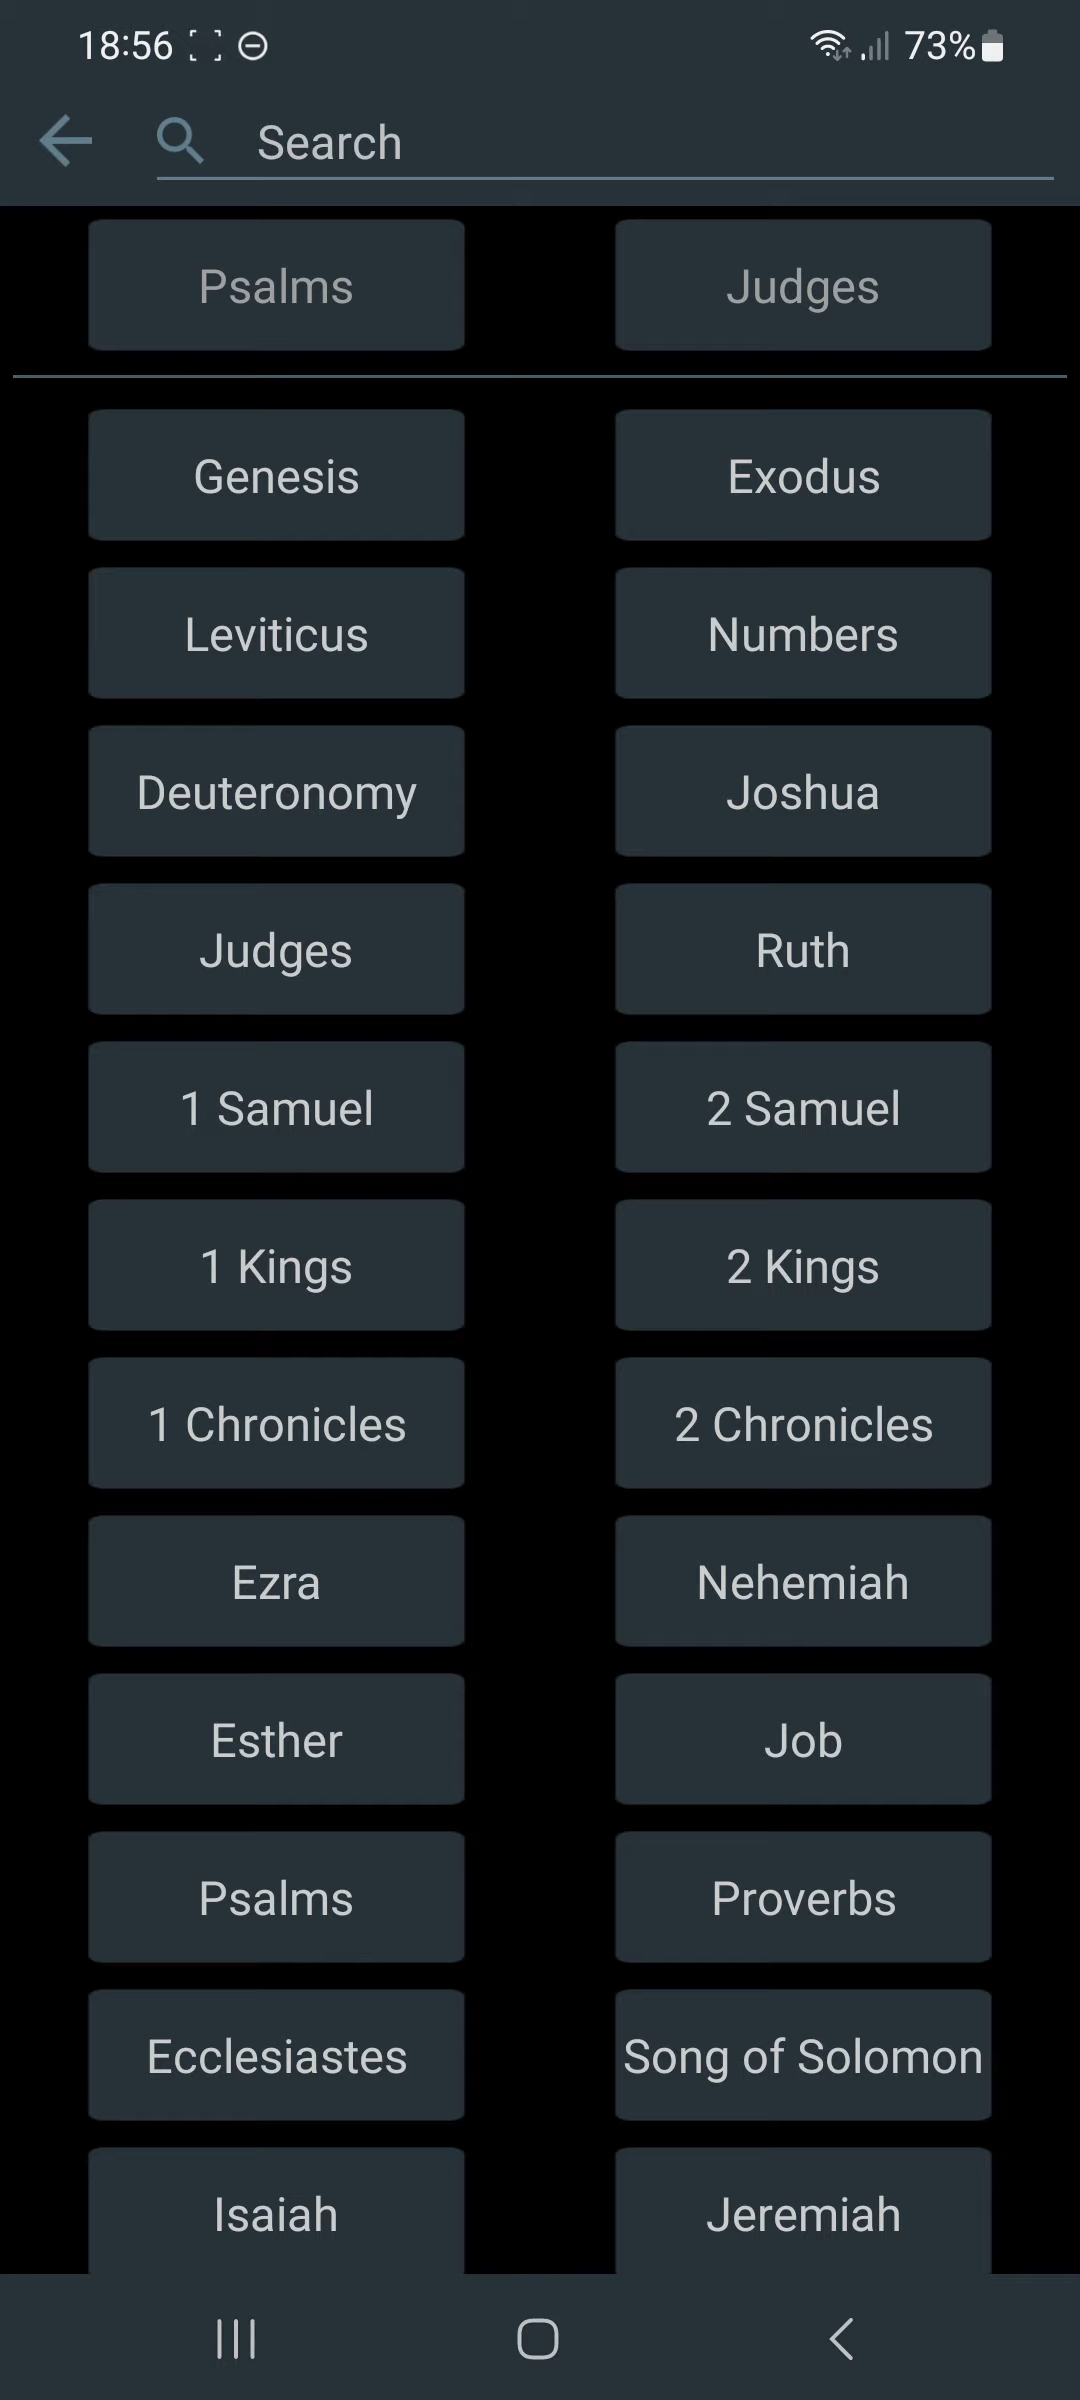 18:56 73%
Search
Psalms Judges
Genesis Exodus
Leviticus Numbers
Deuteronomy Joshua
Judges Ruth
1 Samuel 2 Samuel
1 Kings 2 Kings
1 Chronicles 2 Chronicles
Ezra Nehemiah
Esther Job
Psalms Proverbs
Ecclesiastes Song of Solomon
Isaiah Jeremiah